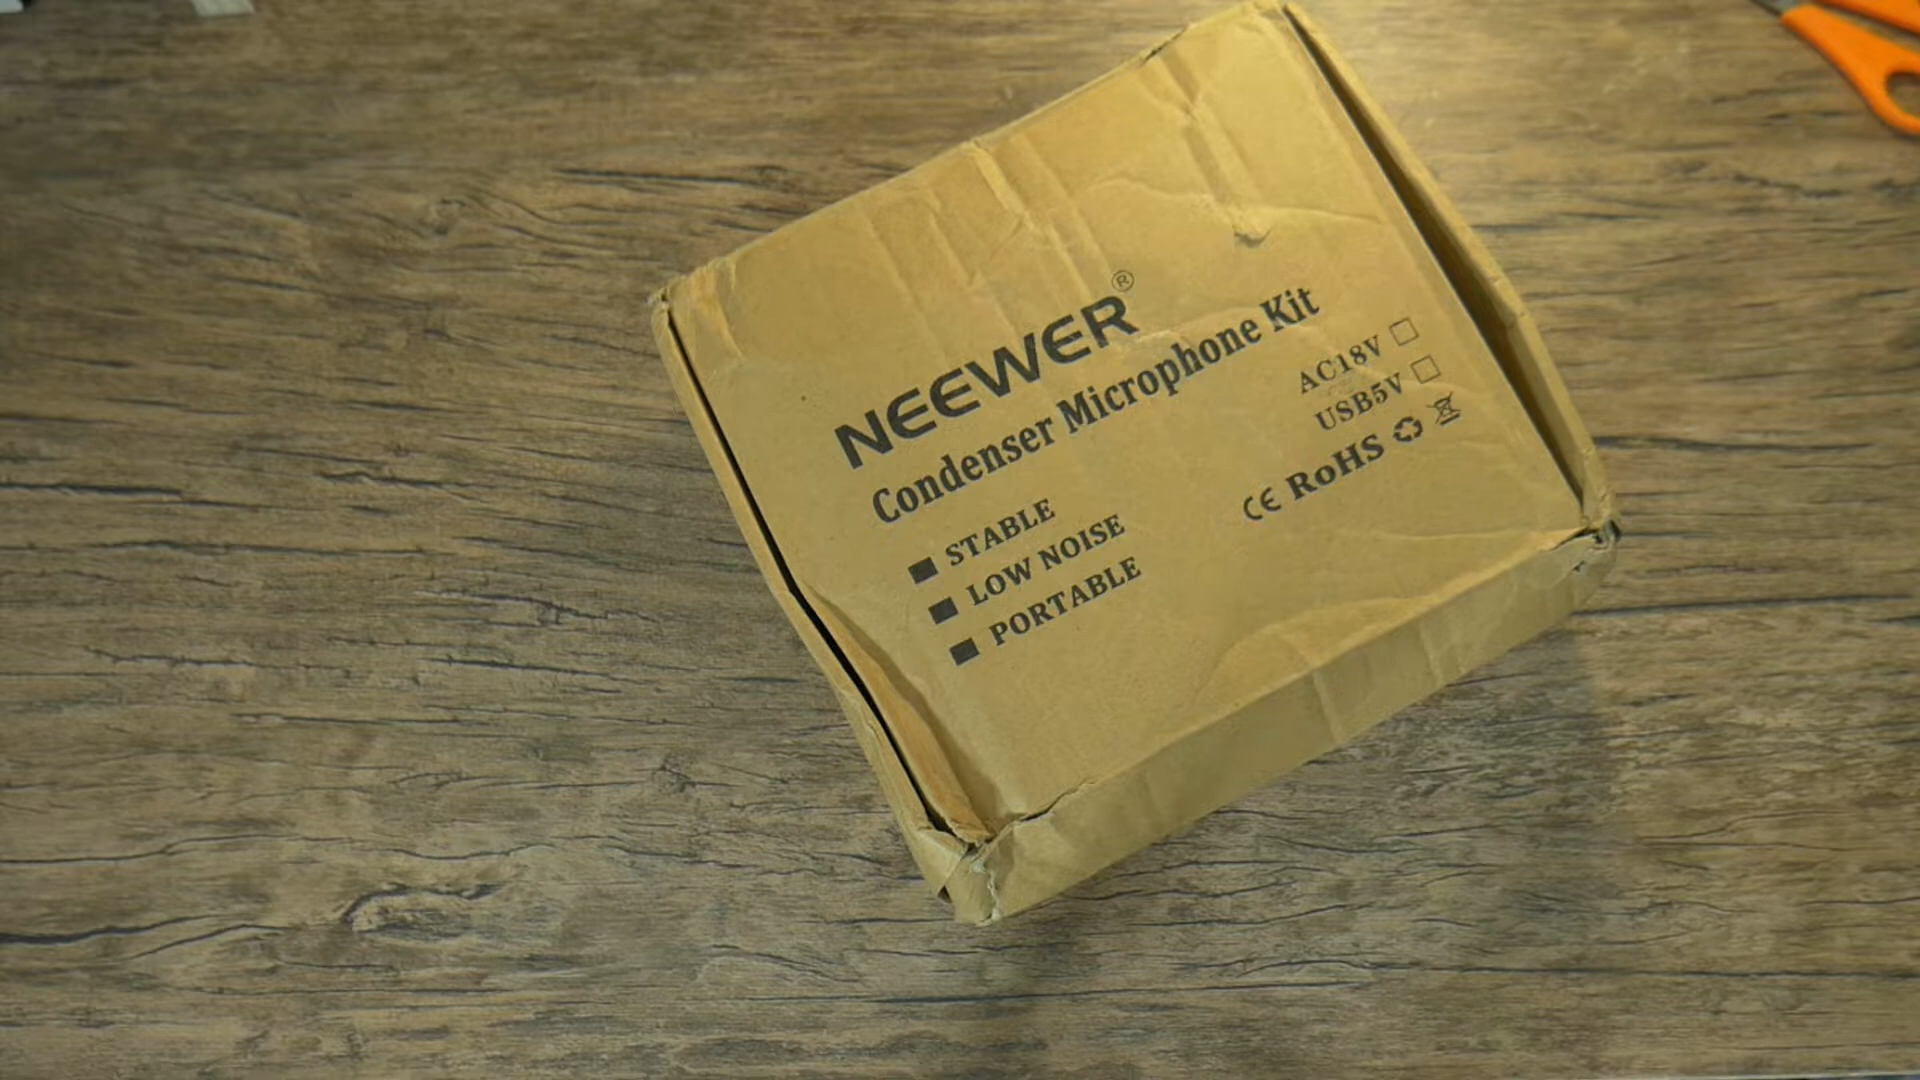 NEEWER®
Condenser Microphone Kit
AC18V
USB5V
CE RoHS
STABLE
LOW NOISE
PORTABLE